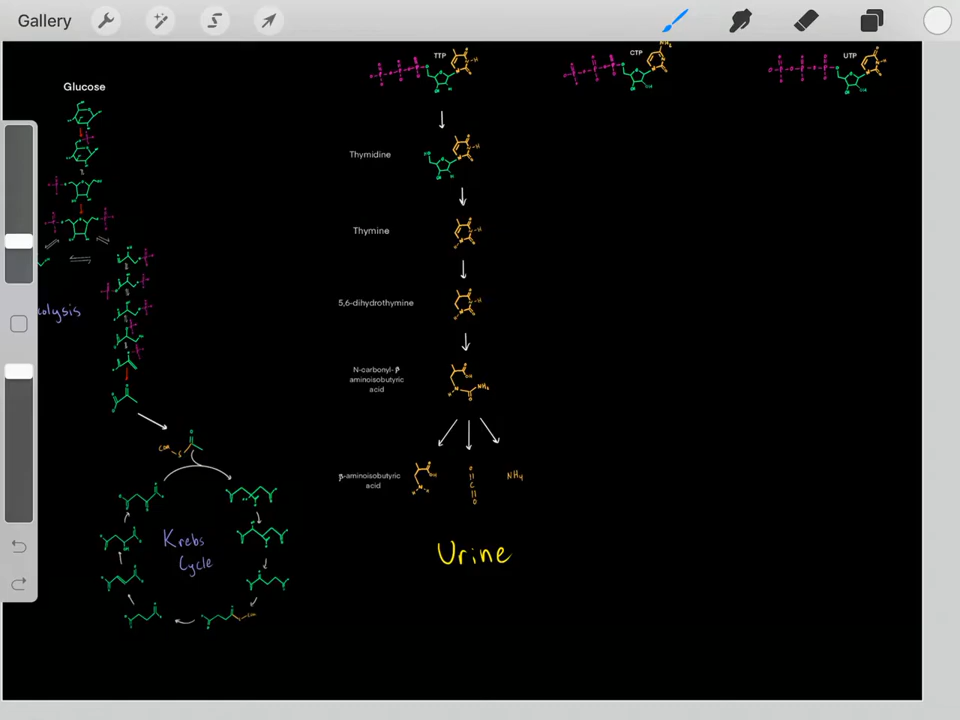 Gallery
TTP
CTP
UTP
Glucose
Thymidine
Thymine
5,6-dihydrothymine
olysis
N-carbonyl-β
aminoisobutyric
acid
β-aminoisobutyric
acid
NH₄
Krebs
Cycle
Urine